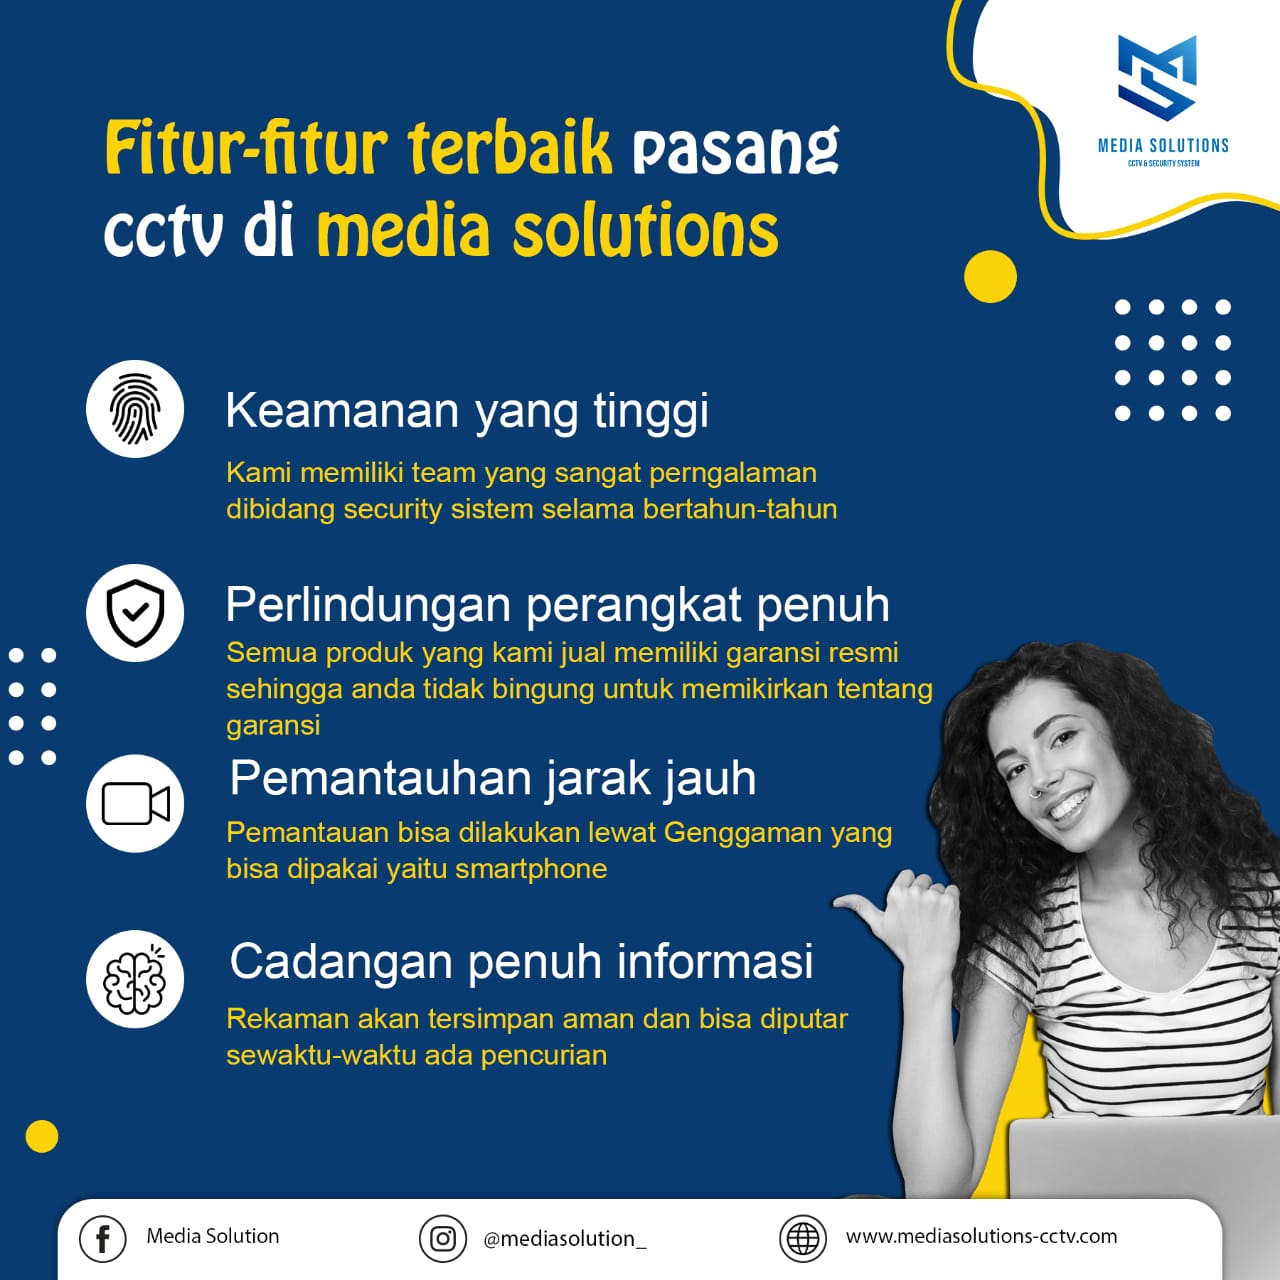 MEDIA SOLUTIONS
CCTV & SECURITY SYSTEM
Fitur-fitur terbaik pasang
cctv di media solutions
Keamanan yang tinggi
Kami memiliki team yang sangat perngalaman
dibidang security sistem selama bertahun-tahun
Perlindungan perangkat penuh
Semua produk yang kami jual memiliki garansi resmi
sehingga anda tidak bingung untuk memikirkan tentang
garansi
Pemantauhan jarak jauh
Pemantauan bisa dilakukan lewat Genggaman yang
bisa dipakai yaitu smartphone
Cadangan penuh informasi
Rekaman akan tersimpan aman dan bisa diputar
sewaktu-waktu ada pencurian
Media Solution
@mediasolution_
www.mediasolutions-cctv.com